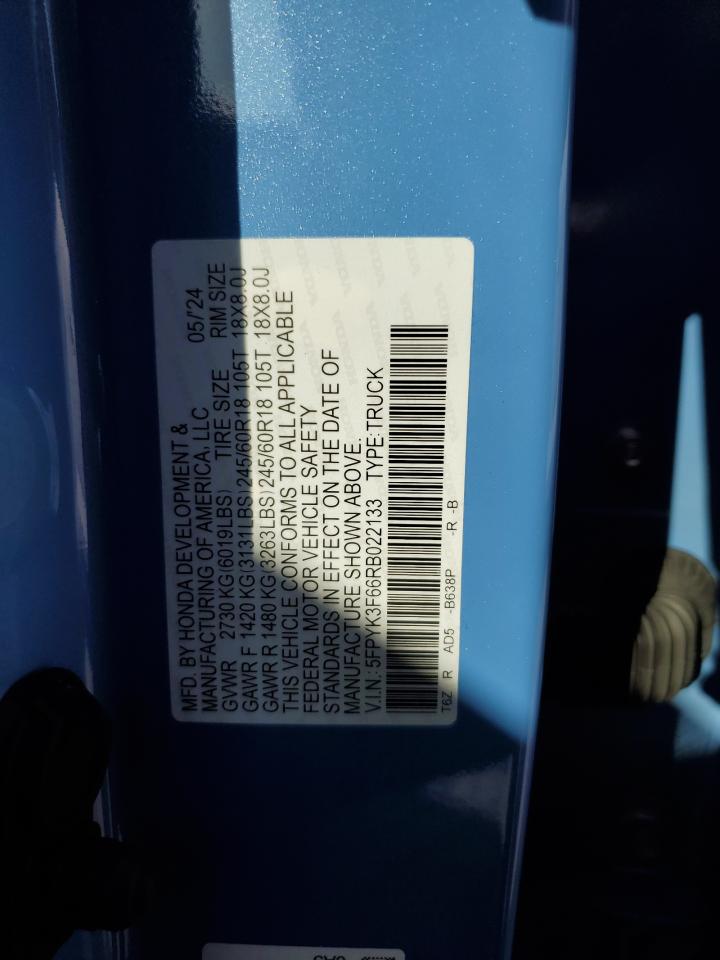 MFD. BY HONDA DEVELOPMENT &
MANUFACTURING OF AMERICA, LLC 05/'24
GVWR 2730 KG(6019LBS) TIRE SIZE RIM SIZE
GAWR F 1420 KG(3131LBS)245/60R18 105T 18X8.0J
GAWR R 1480 KG(3263LBS)245/60R18 105T 18X8.0J
THIS VEHICLE CONFORMS TO ALL APPLICABLE
FEDERAL MOTOR VEHICLE SAFETY
STANDARDS IN EFFECT ON THE DATE OF
MANUFACTURE SHOWN ABOVE.
V.I.N.:5FPYK3F66RB022133 TYPE:TRUCK
T6Z R AD5 -B638P -R -B